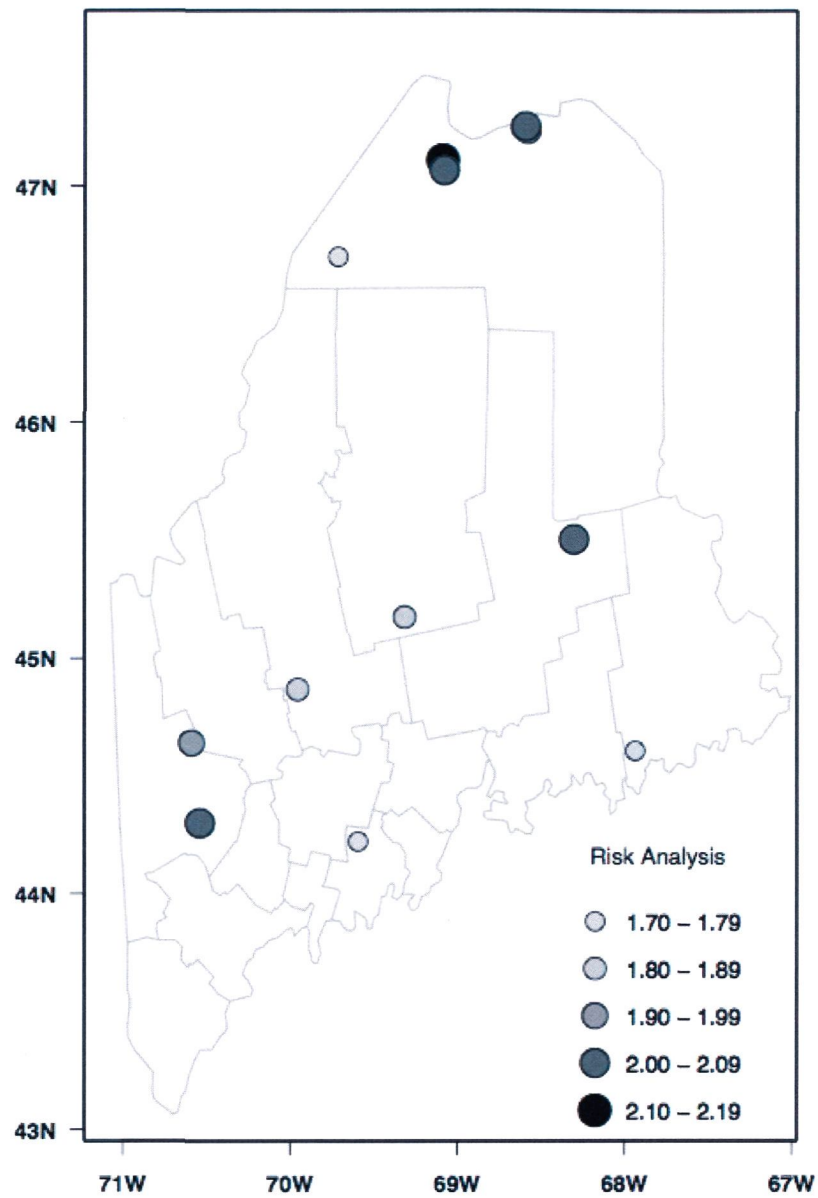 47N
46N
45N
44N
43N
71W 70W 69W 68W 67W
Risk Analysis
1.70 – 1.79
1.80 – 1.89
1.90 – 1.99
2.00 – 2.09
2.10 – 2.19